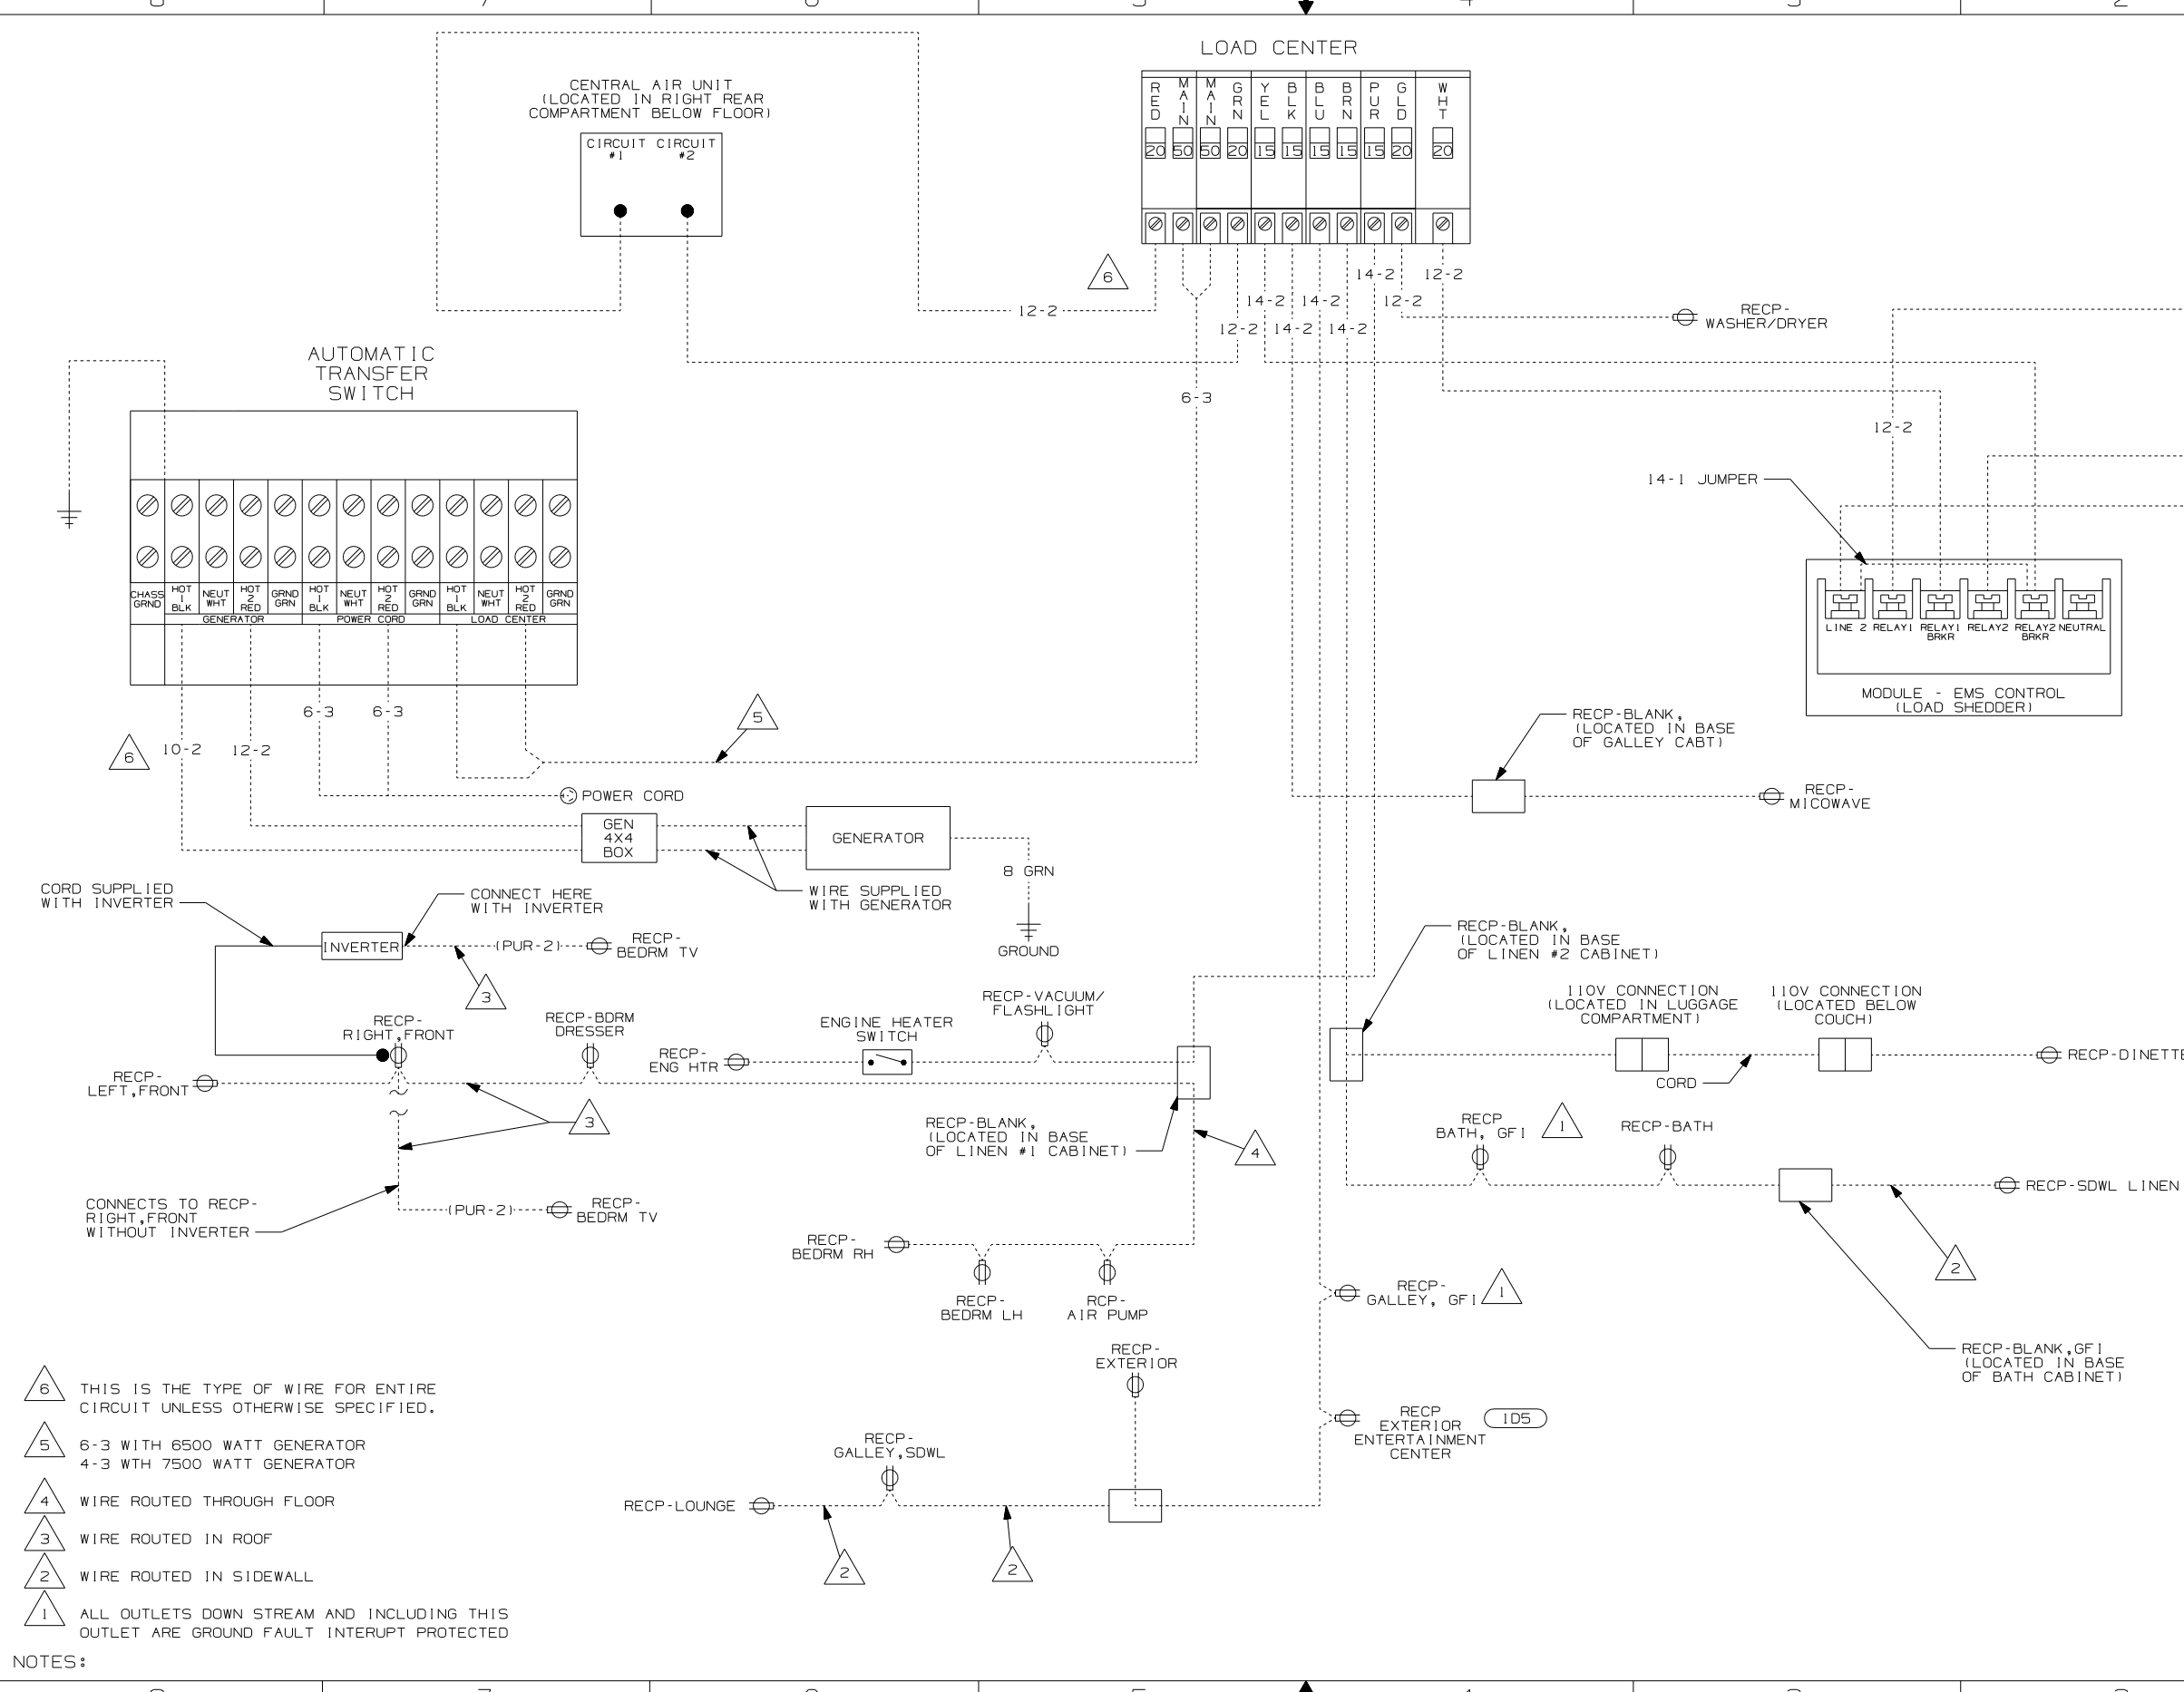 LOAD CENTER
RED
MAIN
MAIN
GRN
YEL
BLK
BLU
BRN
PUR
GLD
WHT
20
50
50
20
15
15
15
15
15
20
20
CENTRAL AIR UNIT
(LOCATED IN RIGHT REAR
COMPARTMENT BELOW FLOOR)
CIRCUIT CIRCUIT
#1 #2
6
12-2
14-2
12-2
14-2
14-2
12-2
12-2
14-2
14-2
RECP-
WASHER/DRYER
6-3
12-2
AUTOMATIC
TRANSFER
SWITCH
CHASS
GRND
HOT
1
BLK
NEUT
WHT
HOT
2
RED
GRND
GRN
HOT
1
BLK
NEUT
WHT
HOT
2
RED
GRND
GRN
HOT
1
BLK
NEUT
WHT
HOT
2
RED
GRND
GRN
GENERATOR
POWER CORD
LOAD CENTER
14-1 JUMPER
LINE 2
RELAY1
RELAY1
BRKR
RELAY2
RELAY2
BRKR
NEUTRAL
MODULE - EMS CONTROL
(LOAD SHEDDER)
6-3
6-3
5
6
10-2
12-2
RECP-BLANK,
(LOCATED IN BASE
OF GALLEY CABT)
POWER CORD
RECP-
MICOWAVE
GEN
4X4
BOX
GENERATOR
8 GRN
GROUND
WIRE SUPPLIED
WITH GENERATOR
CORD SUPPLIED
WITH INVERTER
CONNECT HERE
WITH INVERTER
INVERTER
(PUR-2)
RECP-
BEDRM TV
3
RECP-BLANK,
(LOCATED IN BASE
OF LINEN #2 CABINET)
110V CONNECTION
(LOCATED IN LUGGAGE
COMPARTMENT)
110V CONNECTION
(LOCATED BELOW
COUCH)
RECP-VACUUM/
FLASHLIGHT
RECP-
RIGHT,FRONT
RECP-BDRM
DRESSER
ENGINE HEATER
SWITCH
RECP-
ENG HTR
RECP-
LEFT,FRONT
RECP-DINETTE
CORD
3
RECP-BLANK,
(LOCATED IN BASE
OF LINEN #1 CABINET)
4
RECP
BATH, GFI
1
RECP-BATH
RECP-SDWL LINEN
CONNECTS TO RECP-
RIGHT,FRONT
WITHOUT INVERTER
(PUR-2)
RECP-
BEDRM TV
RECP-
BEDRM RH
RECP-
BEDRM LH
RCP-
AIR PUMP
2
RECP-
GALLEY, GFI
1
RECP-
EXTERIOR
RECP-BLANK,GFI
(LOCATED IN BASE
OF BATH CABINET)
RECP
EXTERIOR
ENTERTAINMENT
CENTER
1D5
RECP-
GALLEY,SDWL
RECP-LOUNGE
2
2
6 THIS IS THE TYPE OF WIRE FOR ENTIRE
CIRCUIT UNLESS OTHERWISE SPECIFIED.
5 6-3 WITH 6500 WATT GENERATOR
4-3 WTH 7500 WATT GENERATOR
4 WIRE ROUTED THROUGH FLOOR
3 WIRE ROUTED IN ROOF
2 WIRE ROUTED IN SIDEWALL
1 ALL OUTLETS DOWN STREAM AND INCLUDING THIS
OUTLET ARE GROUND FAULT INTERUPT PROTECTED
NOTES: